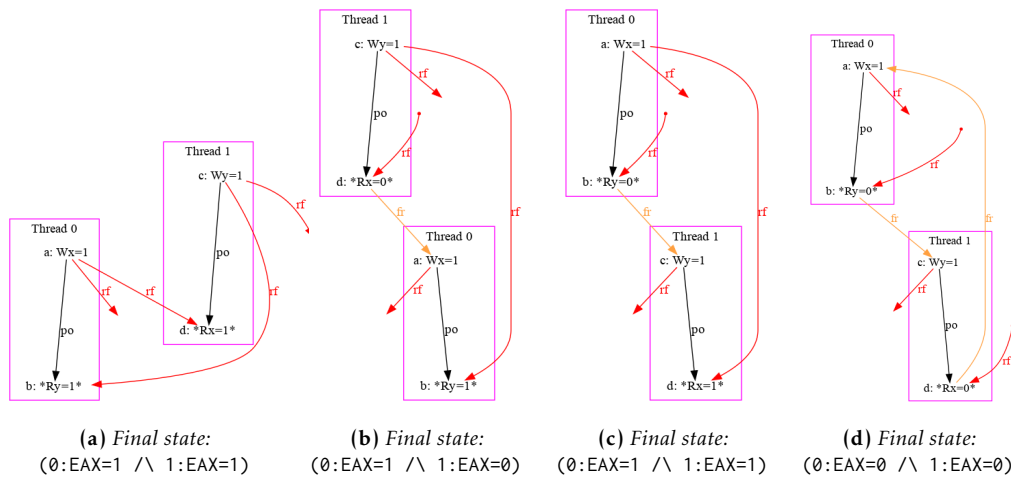 Thread 1
c: Wy=1
rf
po
rf
d: *Rx=1*
Thread 0
a: Wx=1
rf
rf
rf
po
b: *Ry=1*
(a) Final state:
(0:EAX=1 /\ 1:EAX=1)
Thread 1
c: Wy=1
rf
po
rf
d: *Rx=0*
rf
fr
Thread 0
a: Wx=1
rf
po
b: *Ry=1*
(b) Final state:
(0:EAX=1 /\ 1:EAX=0)
Thread 0
a: Wx=1
rf
po
rf
b: *Ry=0*
rf
fr
Thread 1
c: Wy=1
rf
po
d: *Rx=1*
(c) Final state:
(0:EAX=1 /\ 1:EAX=1)
Thread 0
a: Wx=1
rf
po
rf
b: *Ry=0*
fr
fr
Thread 1
c: Wy=1
rf
po
rf
d: *Rx=0*
(d) Final state:
(0:EAX=0 /\ 1:EAX=0)